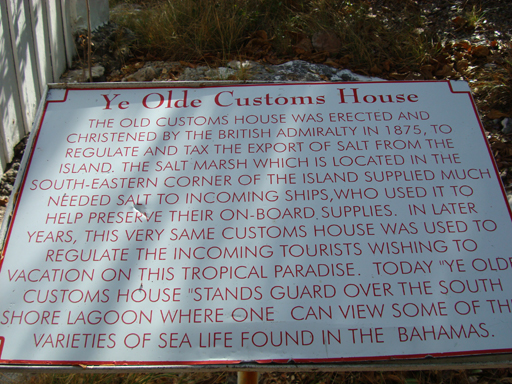 Ye Olde Customs House
THE OLD CUSTOMS HOUSE WAS ERECTED AND
CHRISTENED BY THE BRITISH ADMIRALTY IN 1875, TO
REGULATE AND TAX THE EXPORT OF SALT FROM THE
ISLAND. THE SALT MARSH WHICH IS LOCATED IN THE
SOUTH-EASTERN CORNER OF THE ISLAND SUPPLIED MUCH
NEEDED SALT TO INCOMING SHIPS, WHO USED IT TO
HELP PRESERVE THEIR ON-BOARD SUPPLIES. IN LATER
YEARS, THIS VERY SAME CUSTOMS HOUSE WAS USED TO
REGULATE THE INCOMING TOURISTS WISHING TO
VACATION ON THIS TROPICAL PARADISE. TODAY "YE OLDE
CUSTOMS HOUSE "STANDS GUARD OVER THE SOUTH
SHORE LAGOON WHERE ONE CAN VIEW SOME OF TH
VARIETIES OF SEA LIFE FOUND IN THE BAHAMAS.